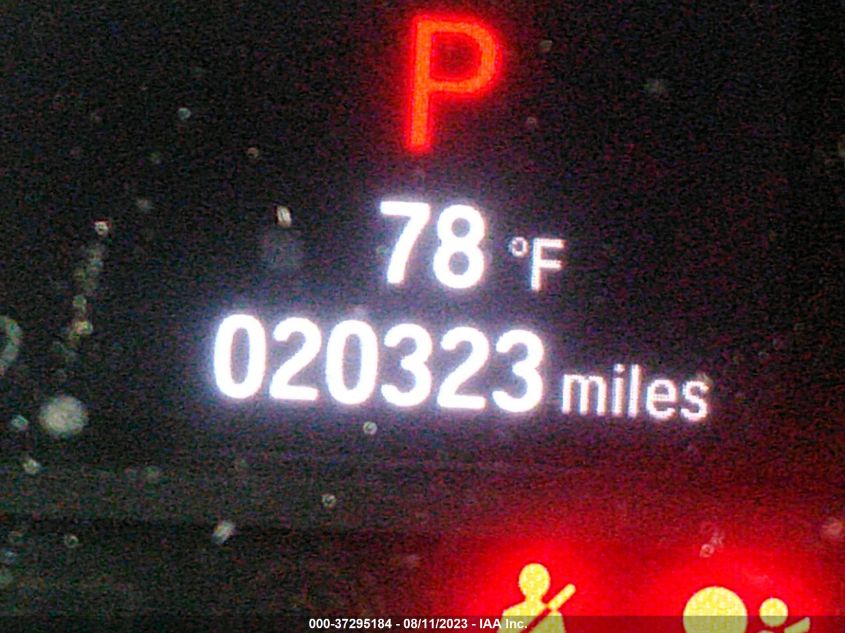 P
78 °F
020323 miles
000-37295184 - 08/11/2023 - IAA Inc.